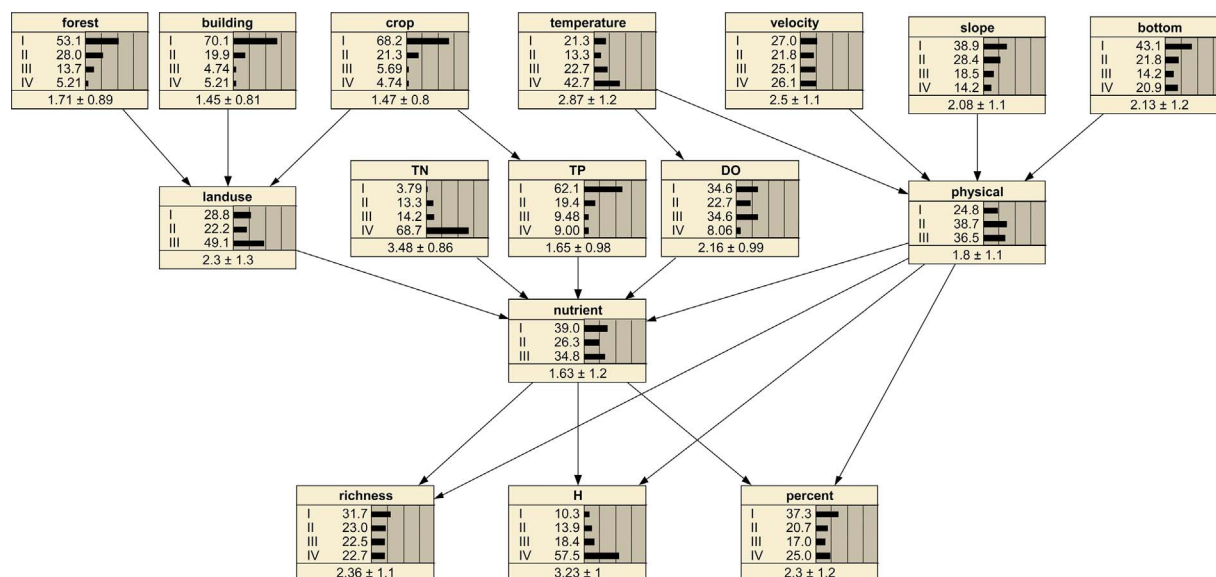 forest
I 53.1
II 28.0
III 13.7
IV 5.21
1.71 ± 0.89
building
I 70.1
II 19.9
III 4.74
IV 5.21
1.45 ± 0.81
crop
I 68.2
II 21.3
III 5.69
IV 4.74
1.47 ± 0.8
temperature
I 21.3
II 13.3
III 22.7
IV 42.7
2.87 ± 1.2
velocity
I 27.0
II 21.8
III 25.1
IV 26.1
2.5 ± 1.1
slope
I 38.9
II 28.4
III 18.5
IV 14.2
2.08 ± 1.1
bottom
I 43.1
II 21.8
III 14.2
IV 20.9
2.13 ± 1.2
landuse
I 28.8
II 22.2
III 49.1
2.3 ± 1.3
TN
I 3.79
II 13.3
III 14.2
IV 68.7
3.48 ± 0.86
TP
I 62.1
II 19.4
III 9.48
IV 9.00
1.65 ± 0.98
DO
I 34.6
II 22.7
III 34.6
IV 8.06
2.16 ± 0.99
physical
I 24.8
II 38.7
III 36.5
1.8 ± 1.1
nutrient
I 39.0
II 26.3
III 34.8
1.63 ± 1.2
richness
I 31.7
II 23.0
III 22.5
IV 22.7
2.36 ± 1.1
H
I 10.3
II 13.9
III 18.4
IV 57.5
3.23 ± 1
percent
I 37.3
II 20.7
III 17.0
IV 25.0
2.3 ± 1.2